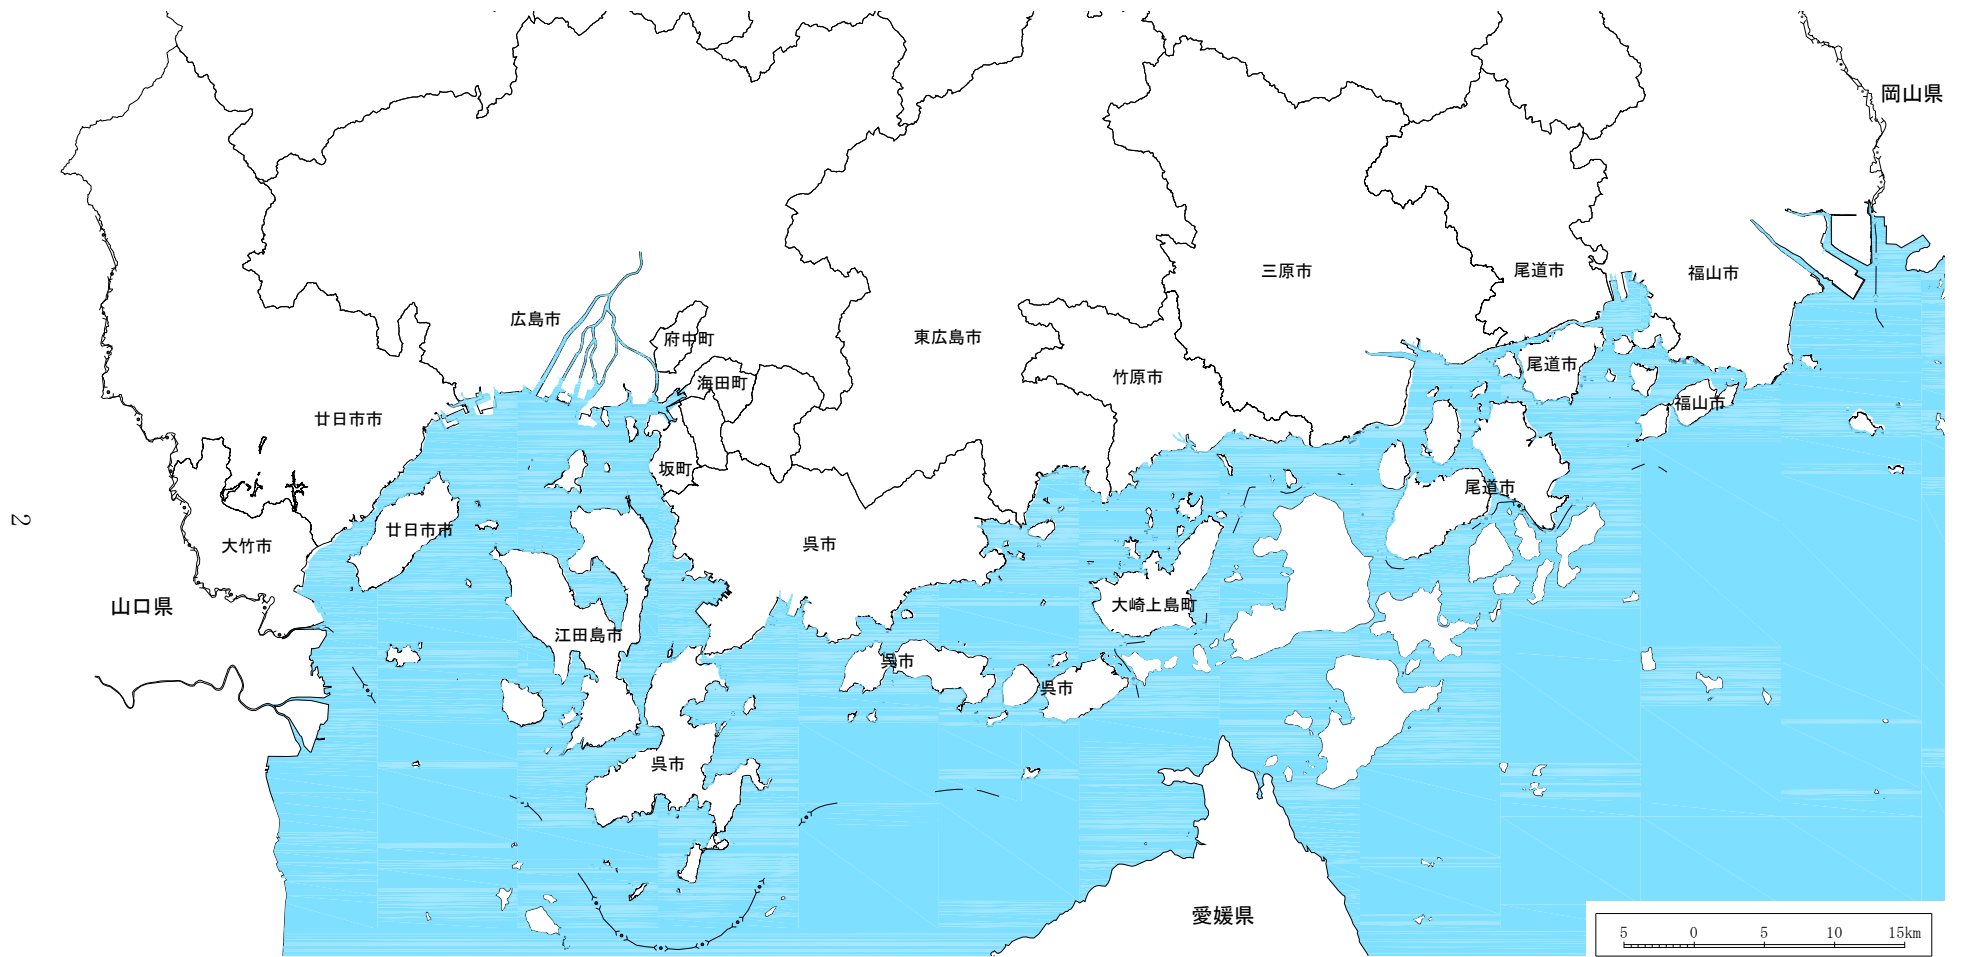 岡山県
三原市
尾道市
福山市
広島市
府中町
東広島市
尾道市
竹原市
海田町
福山市
廿日市市
坂町
尾道市
2
廿日市市
大竹市
呉市
山口県
大崎上島町
江田島市
呉市
呉市
呉市
愛媛県
5 0 5 10 15km